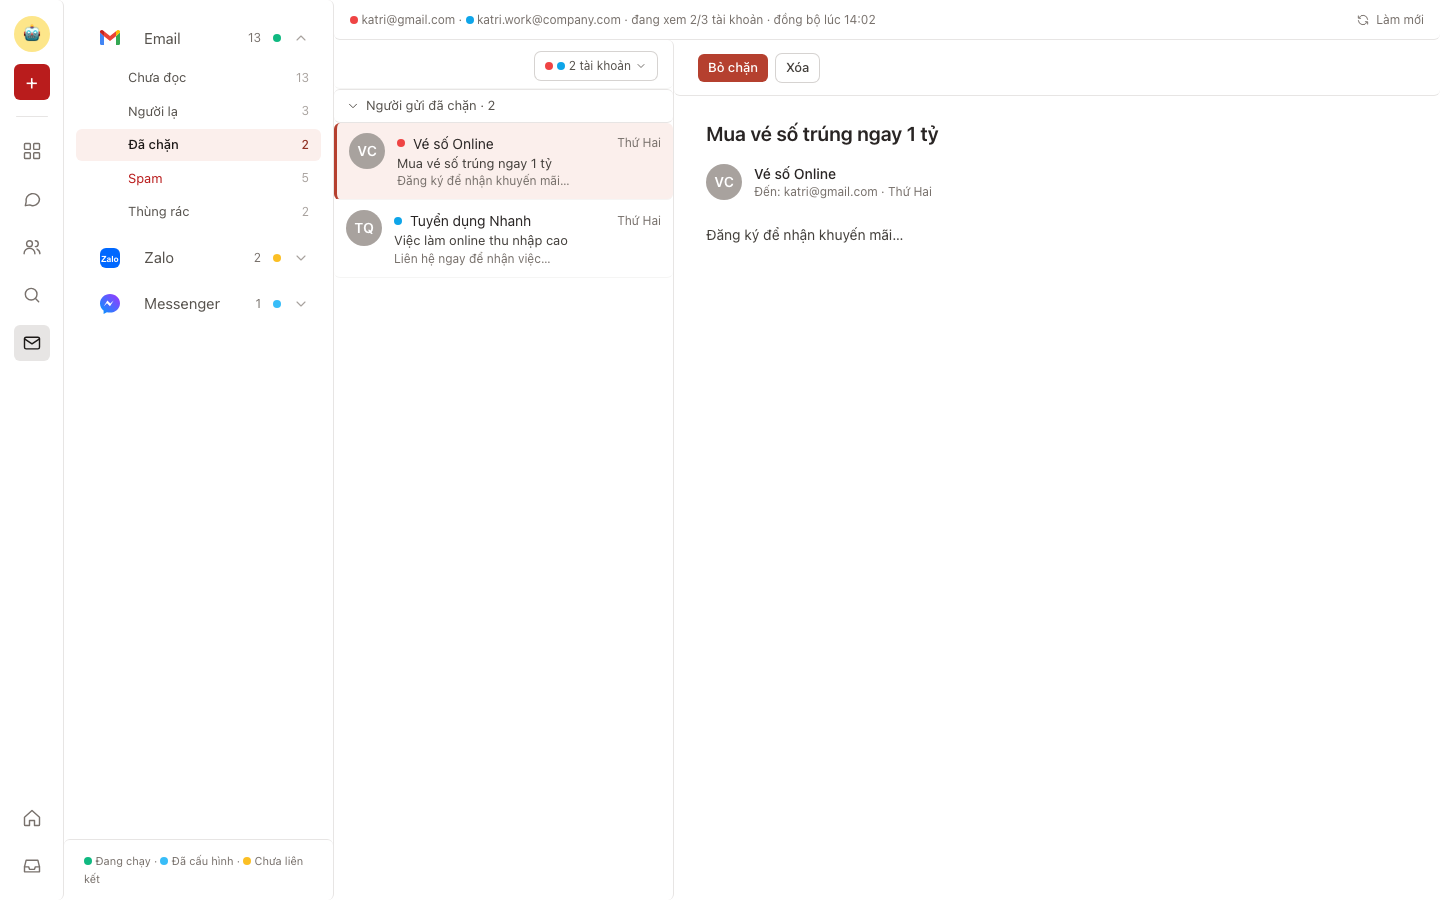 katri@gmail.com · katri.work@company.com · đang xem 2/3 tài khoản · đồng bộ lúc 14:02
Làm mới
Email 13
Chưa đọc 13
Người lạ 3
Đã chặn 2
Spam 5
Thùng rác 2
Zalo Zalo 2
Messenger 1
Đang chạy · Đã cấu hình · Chưa liên
kết
2 tài khoản
Người gửi đã chặn · 2
VC Vé số Online Thứ Hai
Mua vé số trúng ngay 1 tỷ
Đăng ký để nhận khuyến mãi...
TQ Tuyển dụng Nhanh Thứ Hai
Việc làm online thu nhập cao
Liên hệ ngay để nhận việc...
Bỏ chặn Xóa
Mua vé số trúng ngay 1 tỷ
VC Vé số Online
Đến: katri@gmail.com · Thứ Hai
Đăng ký để nhận khuyến mãi...